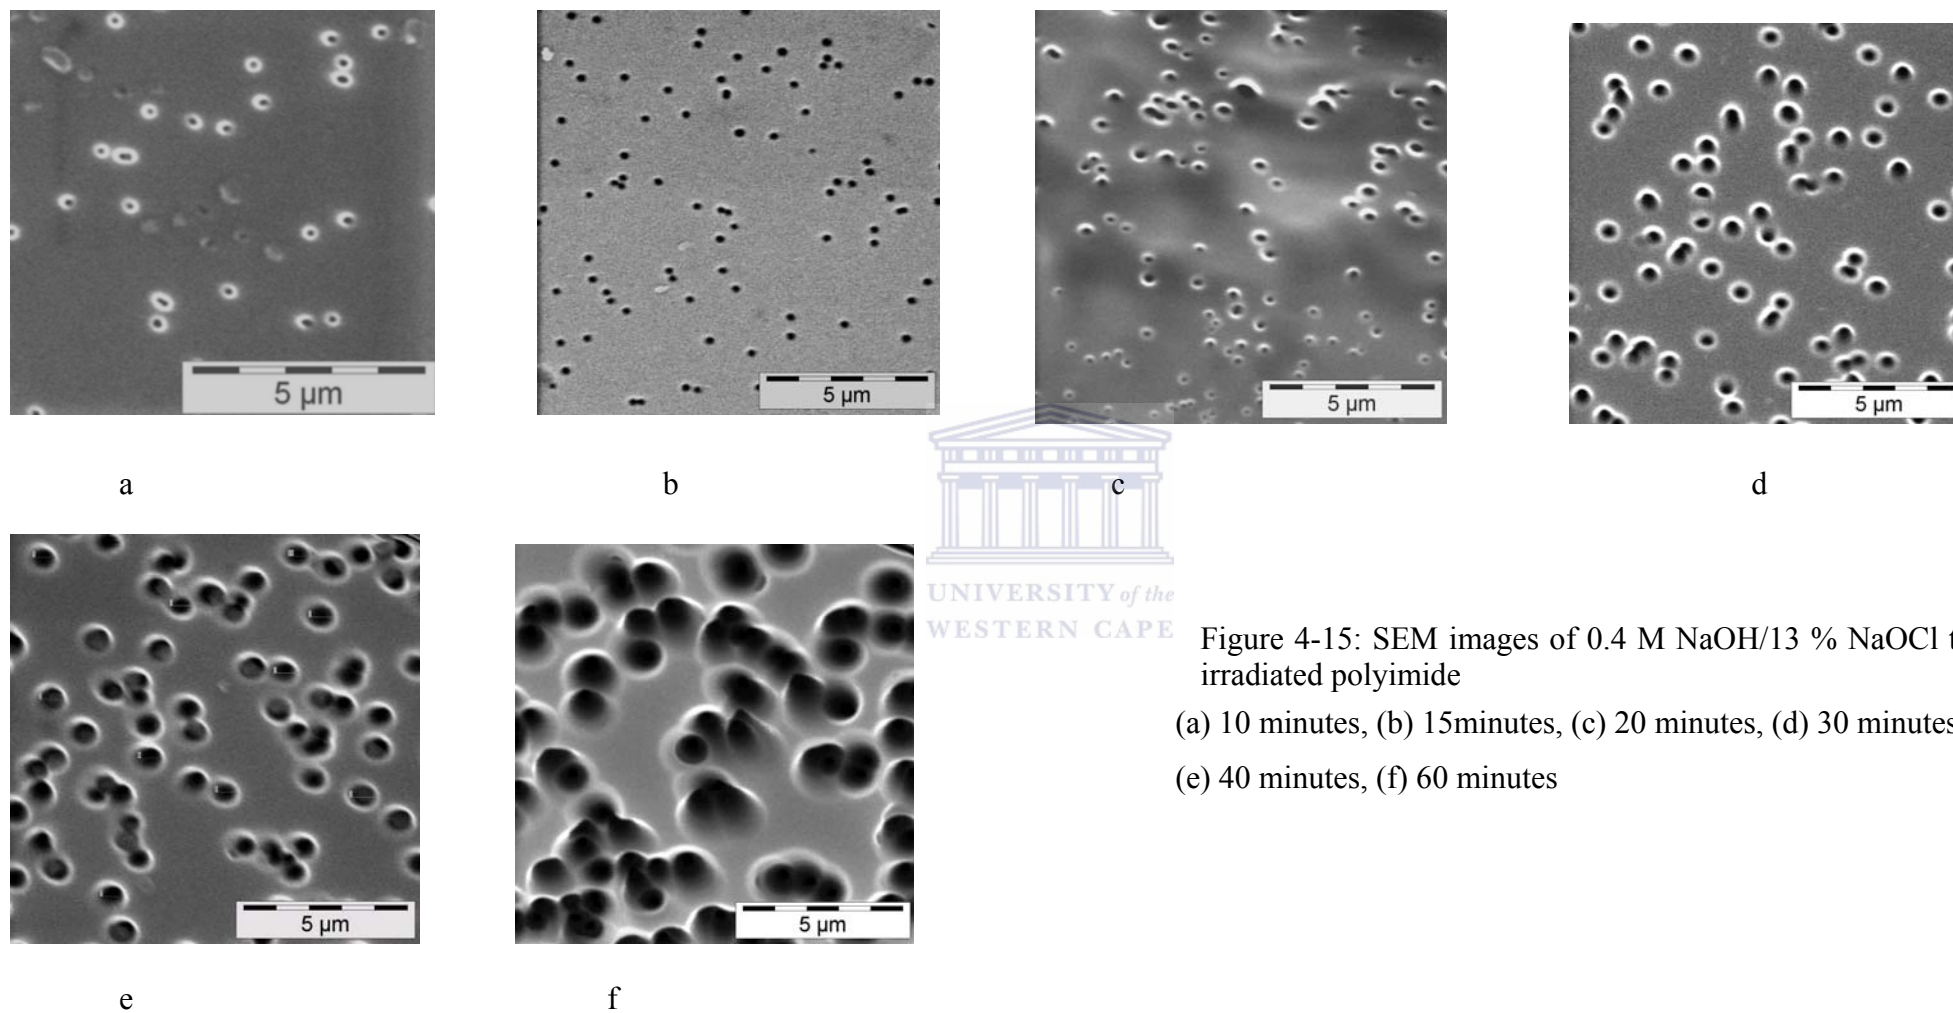 5 µm
5 µm
5 µm
5 µm
a
b
c
d
5 µm
5 µm
UNIVERSITY of the
WESTERN CAPE
Figure 4-15: SEM images of 0.4 M NaOH/13 % NaOCl
irradiated polyimide
(a) 10 minutes, (b) 15minutes, (c) 20 minutes, (d) 30 minutes
(e) 40 minutes, (f) 60 minutes
e
f